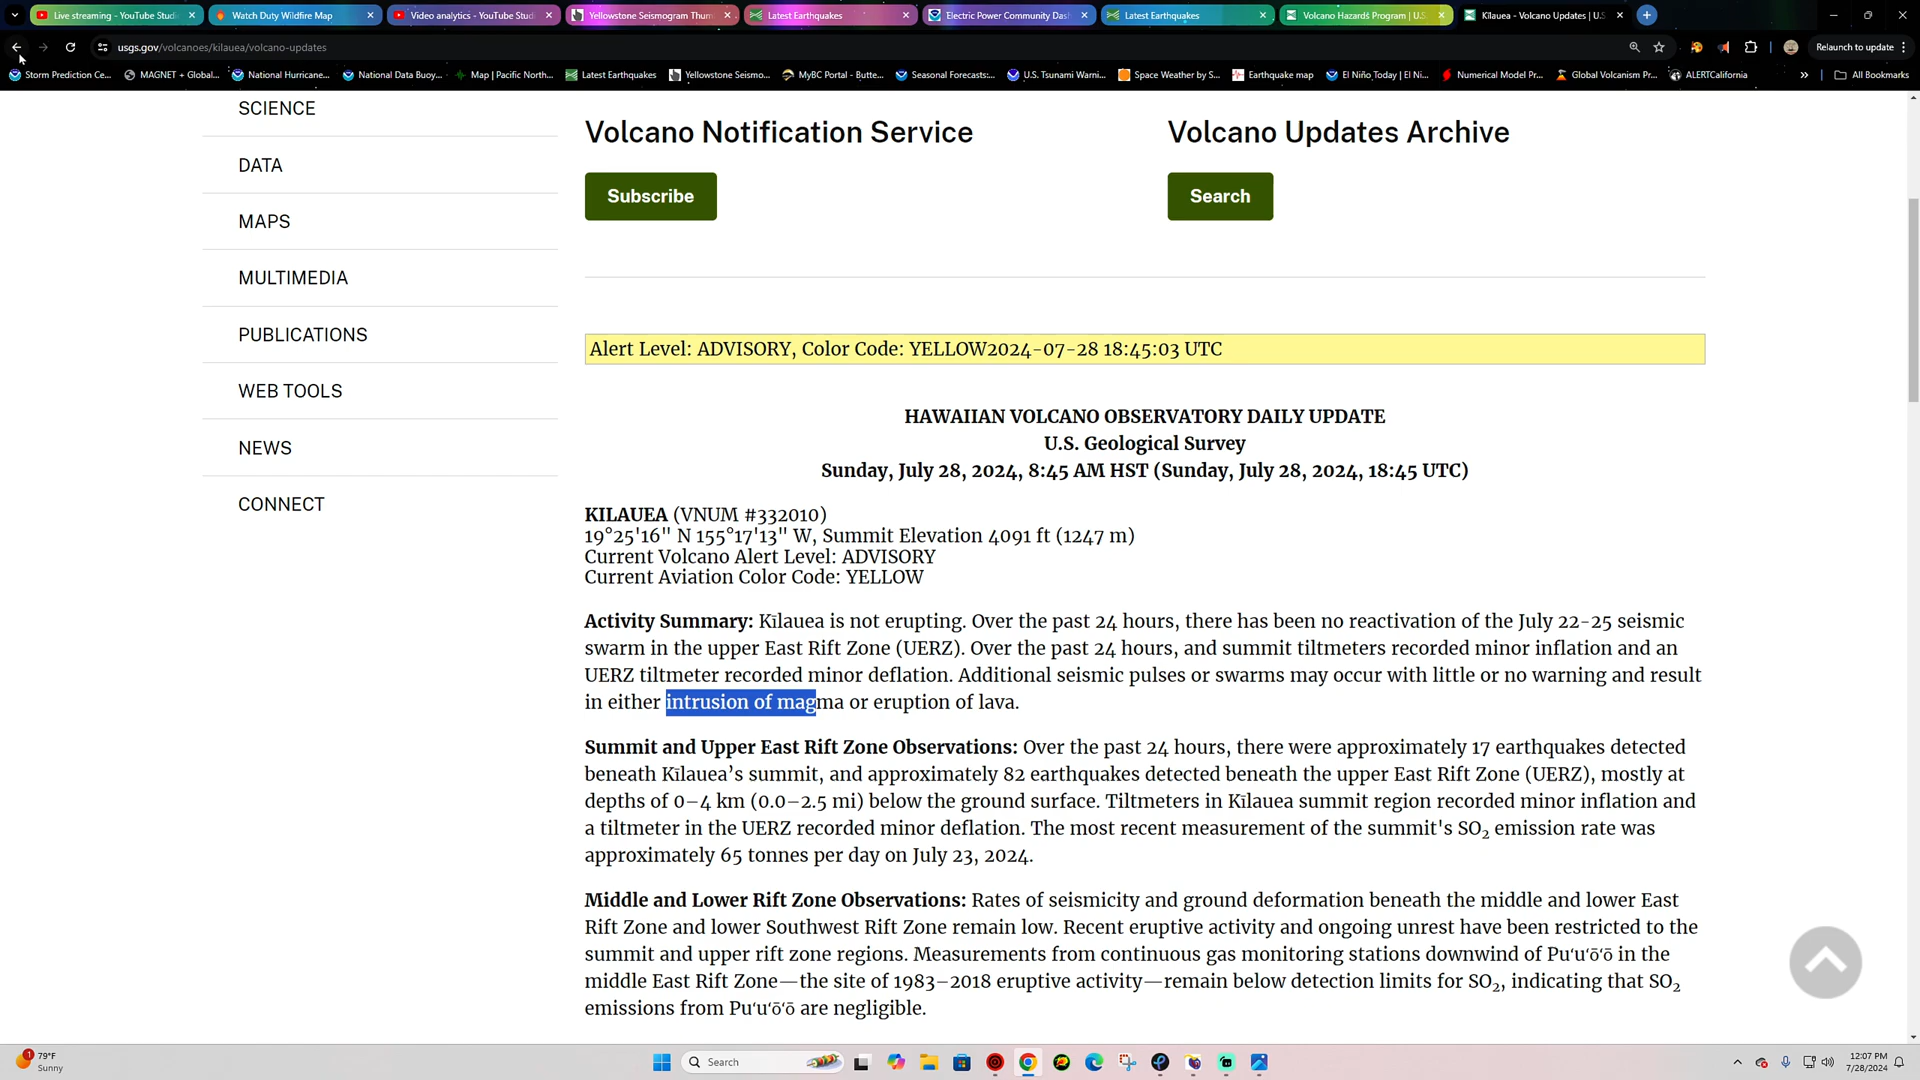 Live streaming - YouTube Stud
Watch Duty Wildfire Map
Video analytics - YouTube Studi
Yellowstone Seismogram Thum
Latest Earthquakes
Electric Power Community Das
Latest Earthquakes
Volcano Hazards Program | U.S
Kīlauea - Volcano Updates | U.S.
usgs.gov/volcanoes/kilauea/volcano-updates
Relaunch to update
Storm Prediction Ce...
MAGNET + Global...
National Hurricane...
National Data Buoy...
Map | Pacific North...
Latest Earthquakes
Yellowstone Seismo...
MyBC Portal - Butte...
Seasonal Forecasts:...
U.S. Tsunami Warni...
Space Weather by S...
Earthquake map
El Niño Today | El Ni...
Numerical Model Pr...
Global Volcanism Pr...
ALERTCalifornia
All Bookmarks
SCIENCE
DATA
MAPS
MULTIMEDIA
PUBLICATIONS
WEB TOOLS
NEWS
CONNECT
Volcano Notification Service
Subscribe
Volcano Updates Archive
Search
Alert Level: ADVISORY, Color Code: YELLOW2024-07-28 18:45:03 UTC
HAWAIIAN VOLCANO OBSERVATORY DAILY UPDATE
U.S. Geological Survey
Sunday, July 28, 2024, 8:45 AM HST (Sunday, July 28, 2024, 18:45 UTC)
KILAUEA (VNUM #332010)
19°25'16" N 155°17'13" W, Summit Elevation 4091 ft (1247 m)
Current Volcano Alert Level: ADVISORY
Current Aviation Color Code: YELLOW
Activity Summary: Kīlauea is not erupting. Over the past 24 hours, there has been no reactivation of the July 22-25 seismic
swarm in the upper East Rift Zone (UERZ). Over the past 24 hours, and summit tiltmeters recorded minor inflation and an
UERZ tiltmeter recorded minor deflation. Additional seismic pulses or swarms may occur with little or no warning and result
in either intrusion of magma or eruption of lava.
Summit and Upper East Rift Zone Observations: Over the past 24 hours, there were approximately 17 earthquakes detected
beneath Kīlauea’s summit, and approximately 82 earthquakes detected beneath the upper East Rift Zone (UERZ), mostly at
depths of 0–4 km (0.0–2.5 mi) below the ground surface. Tiltmeters in Kīlauea summit region recorded minor inflation and
a tiltmeter in the UERZ recorded minor deflation. The most recent measurement of the summit's SO₂ emission rate was
approximately 65 tonnes per day on July 23, 2024.
Middle and Lower Rift Zone Observations: Rates of seismicity and ground deformation beneath the middle and lower East
Rift Zone and lower Southwest Rift Zone remain low. Recent eruptive activity and ongoing unrest have been restricted to the
summit and upper rift zone regions. Measurements from continuous gas monitoring stations downwind of Puʻuʻōʻō in the
middle East Rift Zone—the site of 1983–2018 eruptive activity—remain below detection limits for SO₂, indicating that SO₂
emissions from Puʻuʻōʻō are negligible.
1
79°F
Sunny
Search
12:07 PM
7/28/2024